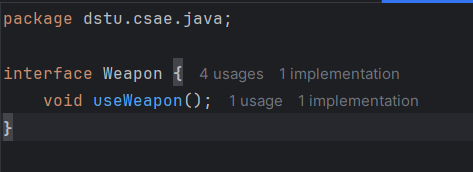 package dstu.csae.java;
interface Weapon { 4 usages 1 implementation
void useWeapon(); 1 usage 1 implementation
}